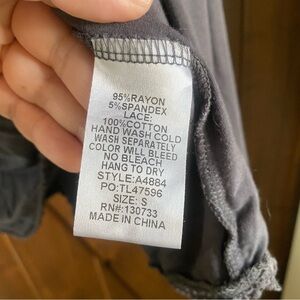 95%RAYON
5%SPANDEX
LACE:
100%COTTON
HAND WASH COLD
WASH SEPARATELY
COLOR WILL BLEED
NO BLEACH
HANG TO DRY
STYLE:A4884
PO:TL47596
SIZE: S
RN#:130733
MADE IN CHINA